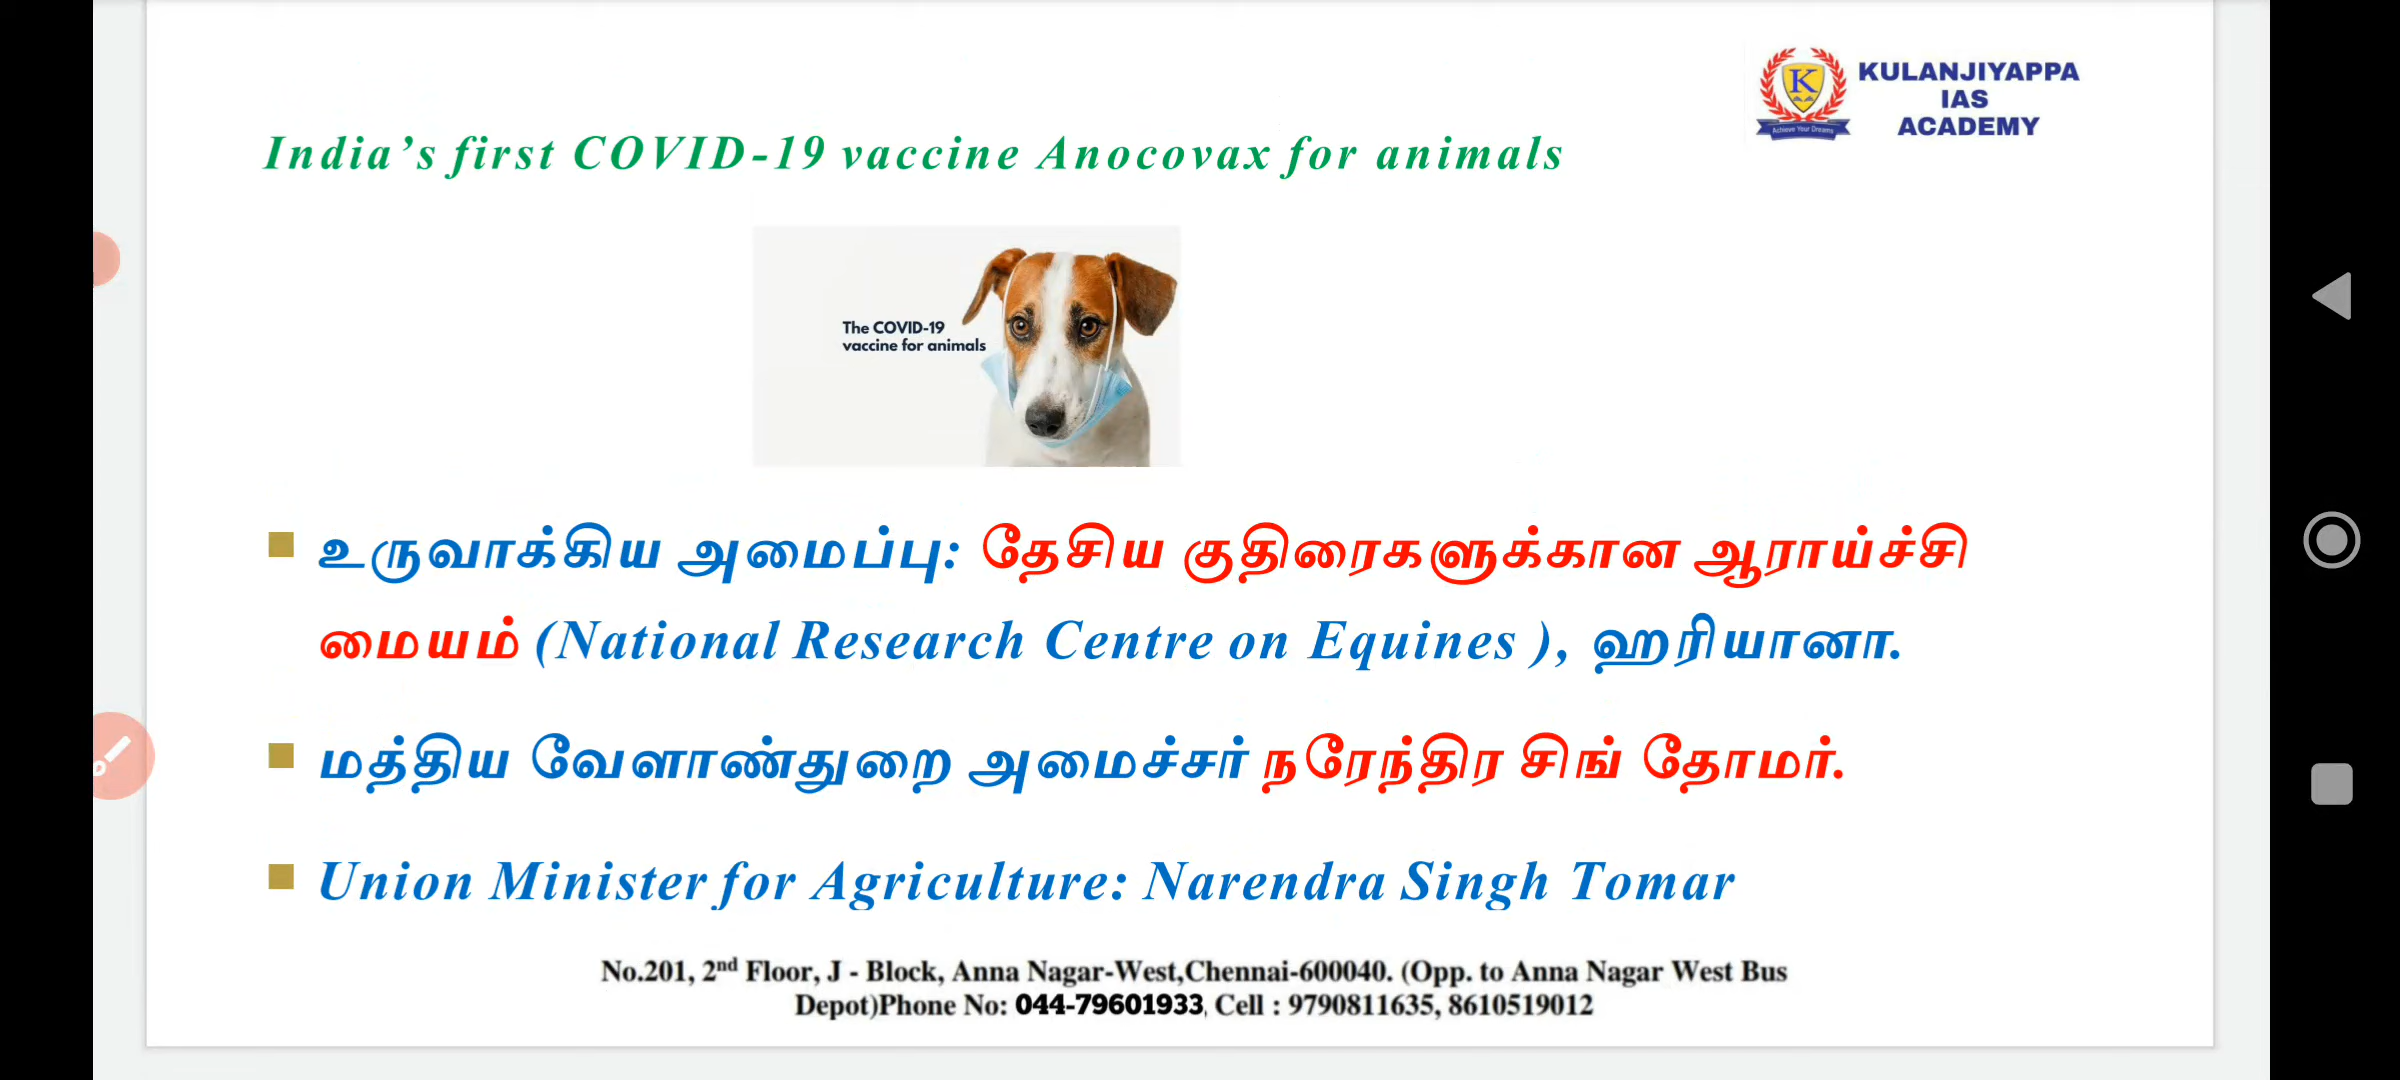 KULANJIYAPPA
IAS
ACADEMY
K
Achieve Your Dreams
India’s first COVID-19 vaccine Anocovax for animals
The COVID-19
vaccine for animals
உருவாக்கிய அமைப்பு: தேசிய குதிரைகளுக்கான ஆராய்ச்சி
மையம் (National Research Centre on Equines ), ஹரியானா.
மத்திய வேளாண்துறை அமைச்சர் நரேந்திர சிங் தோமர்.
Union Minister for Agriculture: Narendra Singh Tomar
No.201, 2nd Floor, J - Block, Anna Nagar-West,Chennai-600040. (Opp. to Anna Nagar West Bus
Depot)Phone No: 044-79601933, Cell : 9790811635, 8610519012